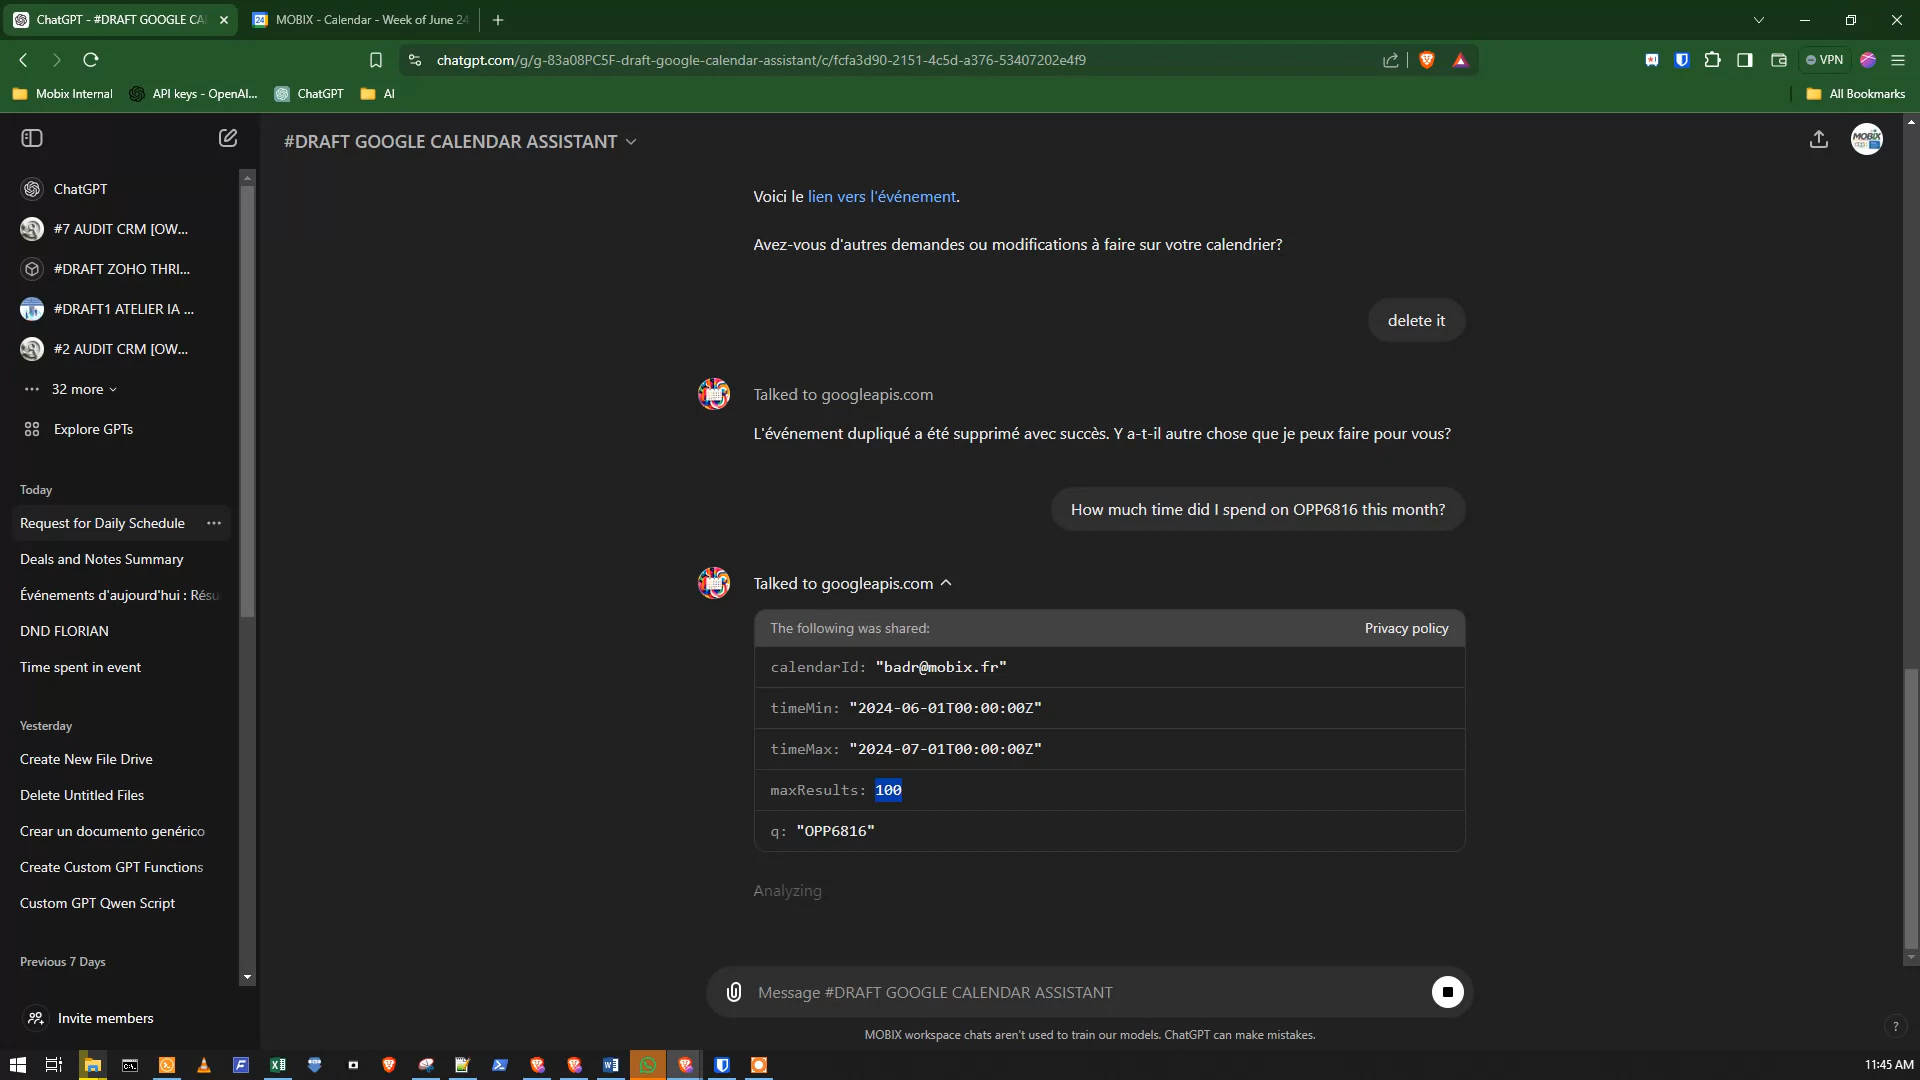 ChatGPT - #DRAFT GOOGLE CA
MOBIX - Calendar - Week of June 24
chatgpt.com/g/g-83a08PC5F-draft-google-calendar-assistant/c/fcfa3d90-2151-4c5d-a376-53407202e4f9
VPN
Mobix Internal
API keys - OpenAI...
ChatGPT
AI
All Bookmarks
#DRAFT GOOGLE CALENDAR ASSISTANT
ChatGPT
#7 AUDIT CRM [OW...
#DRAFT ZOHO THRI...
#DRAFT1 ATELIER IA ...
#2 AUDIT CRM [OW...
32 more
Explore GPTs
Today
Request for Daily Schedule
Deals and Notes Summary
Événements d'aujourd'hui : Résu
DND FLORIAN
Time spent in event
Yesterday
Create New File Drive
Delete Untitled Files
Crear un documento genérico
Create Custom GPT Functions
Custom GPT Qwen Script
Previous 7 Days
Invite members
Voici le lien vers l'événement.
Avez-vous d'autres demandes ou modifications à faire sur votre calendrier?
delete it
Talked to googleapis.com
L'événement dupliqué a été supprimé avec succès. Y a-t-il autre chose que je peux faire pour vous?
How much time did I spend on OPP6816 this month?
Talked to googleapis.com
The following was shared:
Privacy policy
calendarId: "badr@mobix.fr"
timeMin: "2024-06-01T00:00:00Z"
timeMax: "2024-07-01T00:00:00Z"
maxResults: 100
q: "OPP6816"
Analyzing
Message #DRAFT GOOGLE CALENDAR ASSISTANT
MOBIX workspace chats aren't used to train our models. ChatGPT can make mistakes.
?
11:45 AM